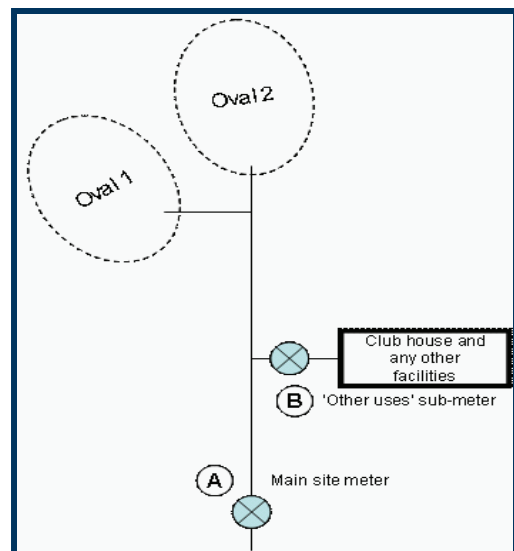 Oval 2
Oval 1
Club house and
any other
facilities
B 'Other uses' sub-meter
A Main site meter